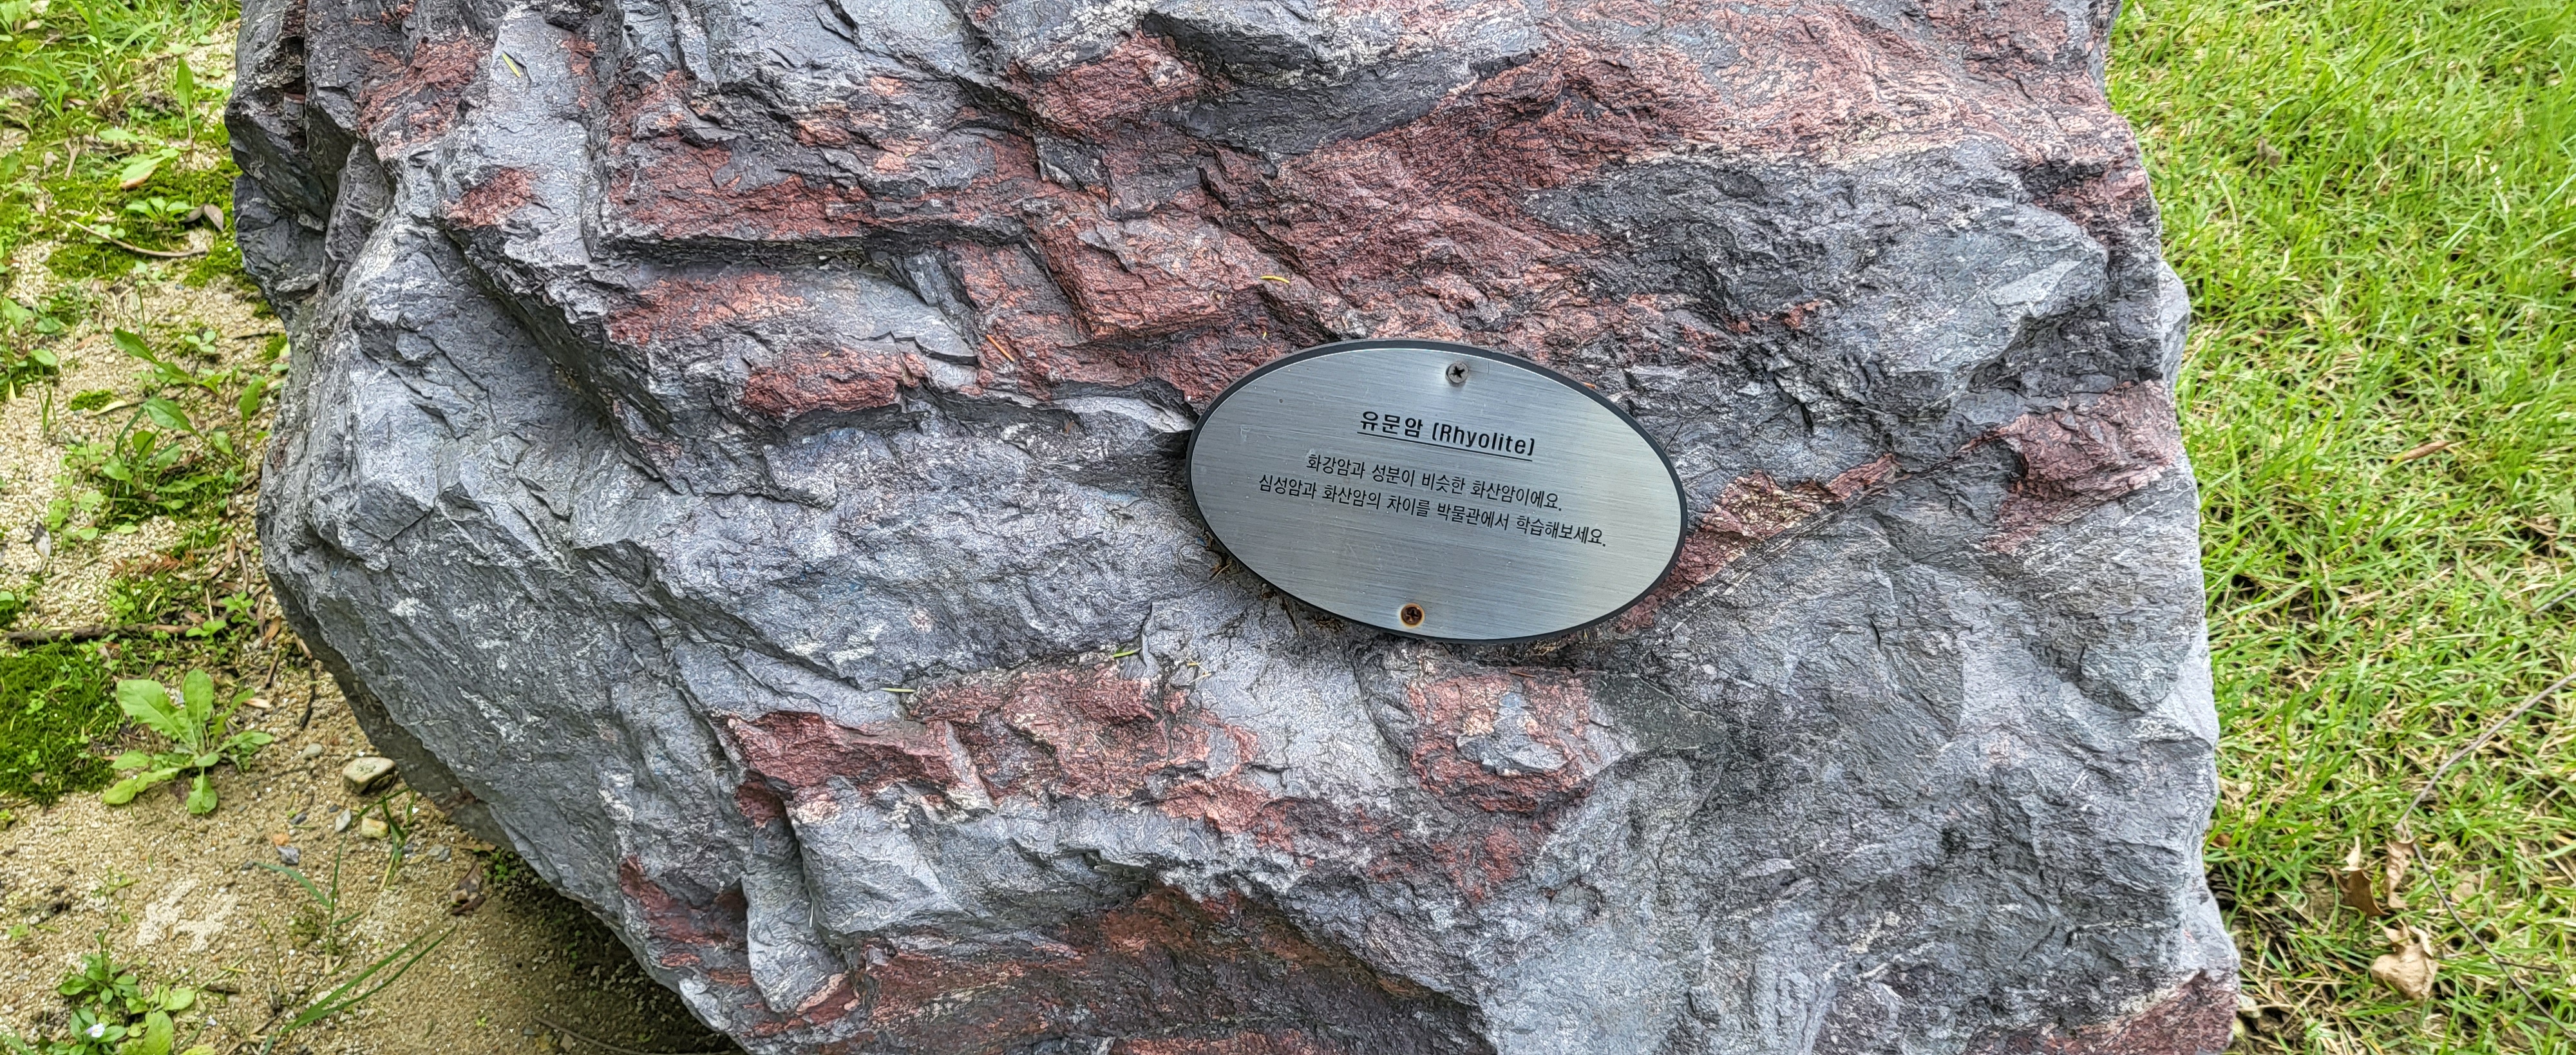 유문암 (Rhyolite)
화강암과 성분이 비슷한 화산암이에요.
심성암과 화산암의 차이를 박물관에서 학습해보세요.